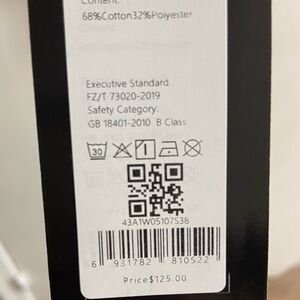 Content:
68%Cotton32%Polyester
Executive Standard
FZ/T 73020-2019
Safety Category:
GB 18401-2010 B Class
30
43A1W05107S38
6 931782 810522
Price$125.00